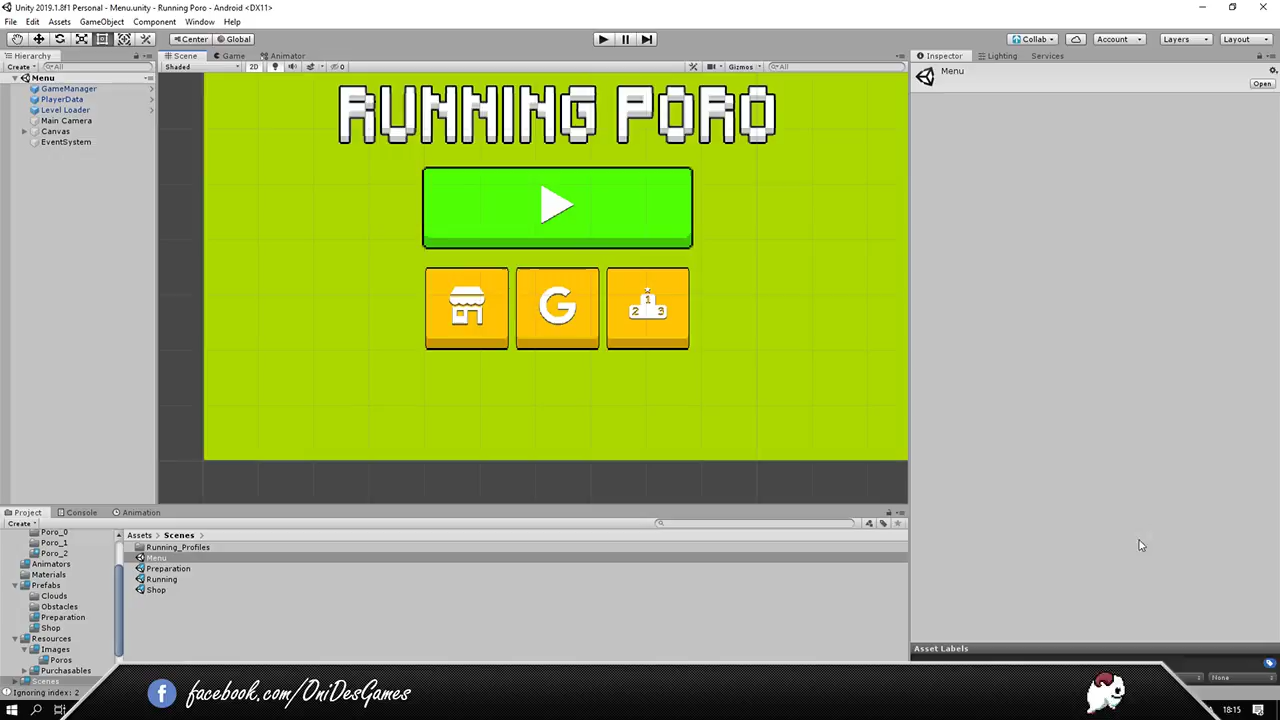 Unity 2019.1.8f1 Personal - Menu.unity - Running Poro - Android <DX11>
File Edit Assets GameObject Component Window Help
Center Global Collab Account Layers Layout
Hierarchy Scene Game Animator Inspector Lighting Services
Create All Shaded 2D 0 Gizmos All Menu Open
Menu
GameManager
PlayerData
Level Loader
Main Camera
Canvas
EventSystem
RUNNING PORO
G
1
2 3
Project Console Animation
Create
Assets Scenes
Poro_0
Poro_1
Poro_2
Animators
Materials
Prefabs
Clouds
Obstacles
Preparation
Shop
Resources
Images
Poros
Purchasables
Scenes
Running_Profiles
Menu
Preparation
Running
Shop
Asset Labels
None
Ignoring index: 2
facebook.com/OniDesGames
18:15